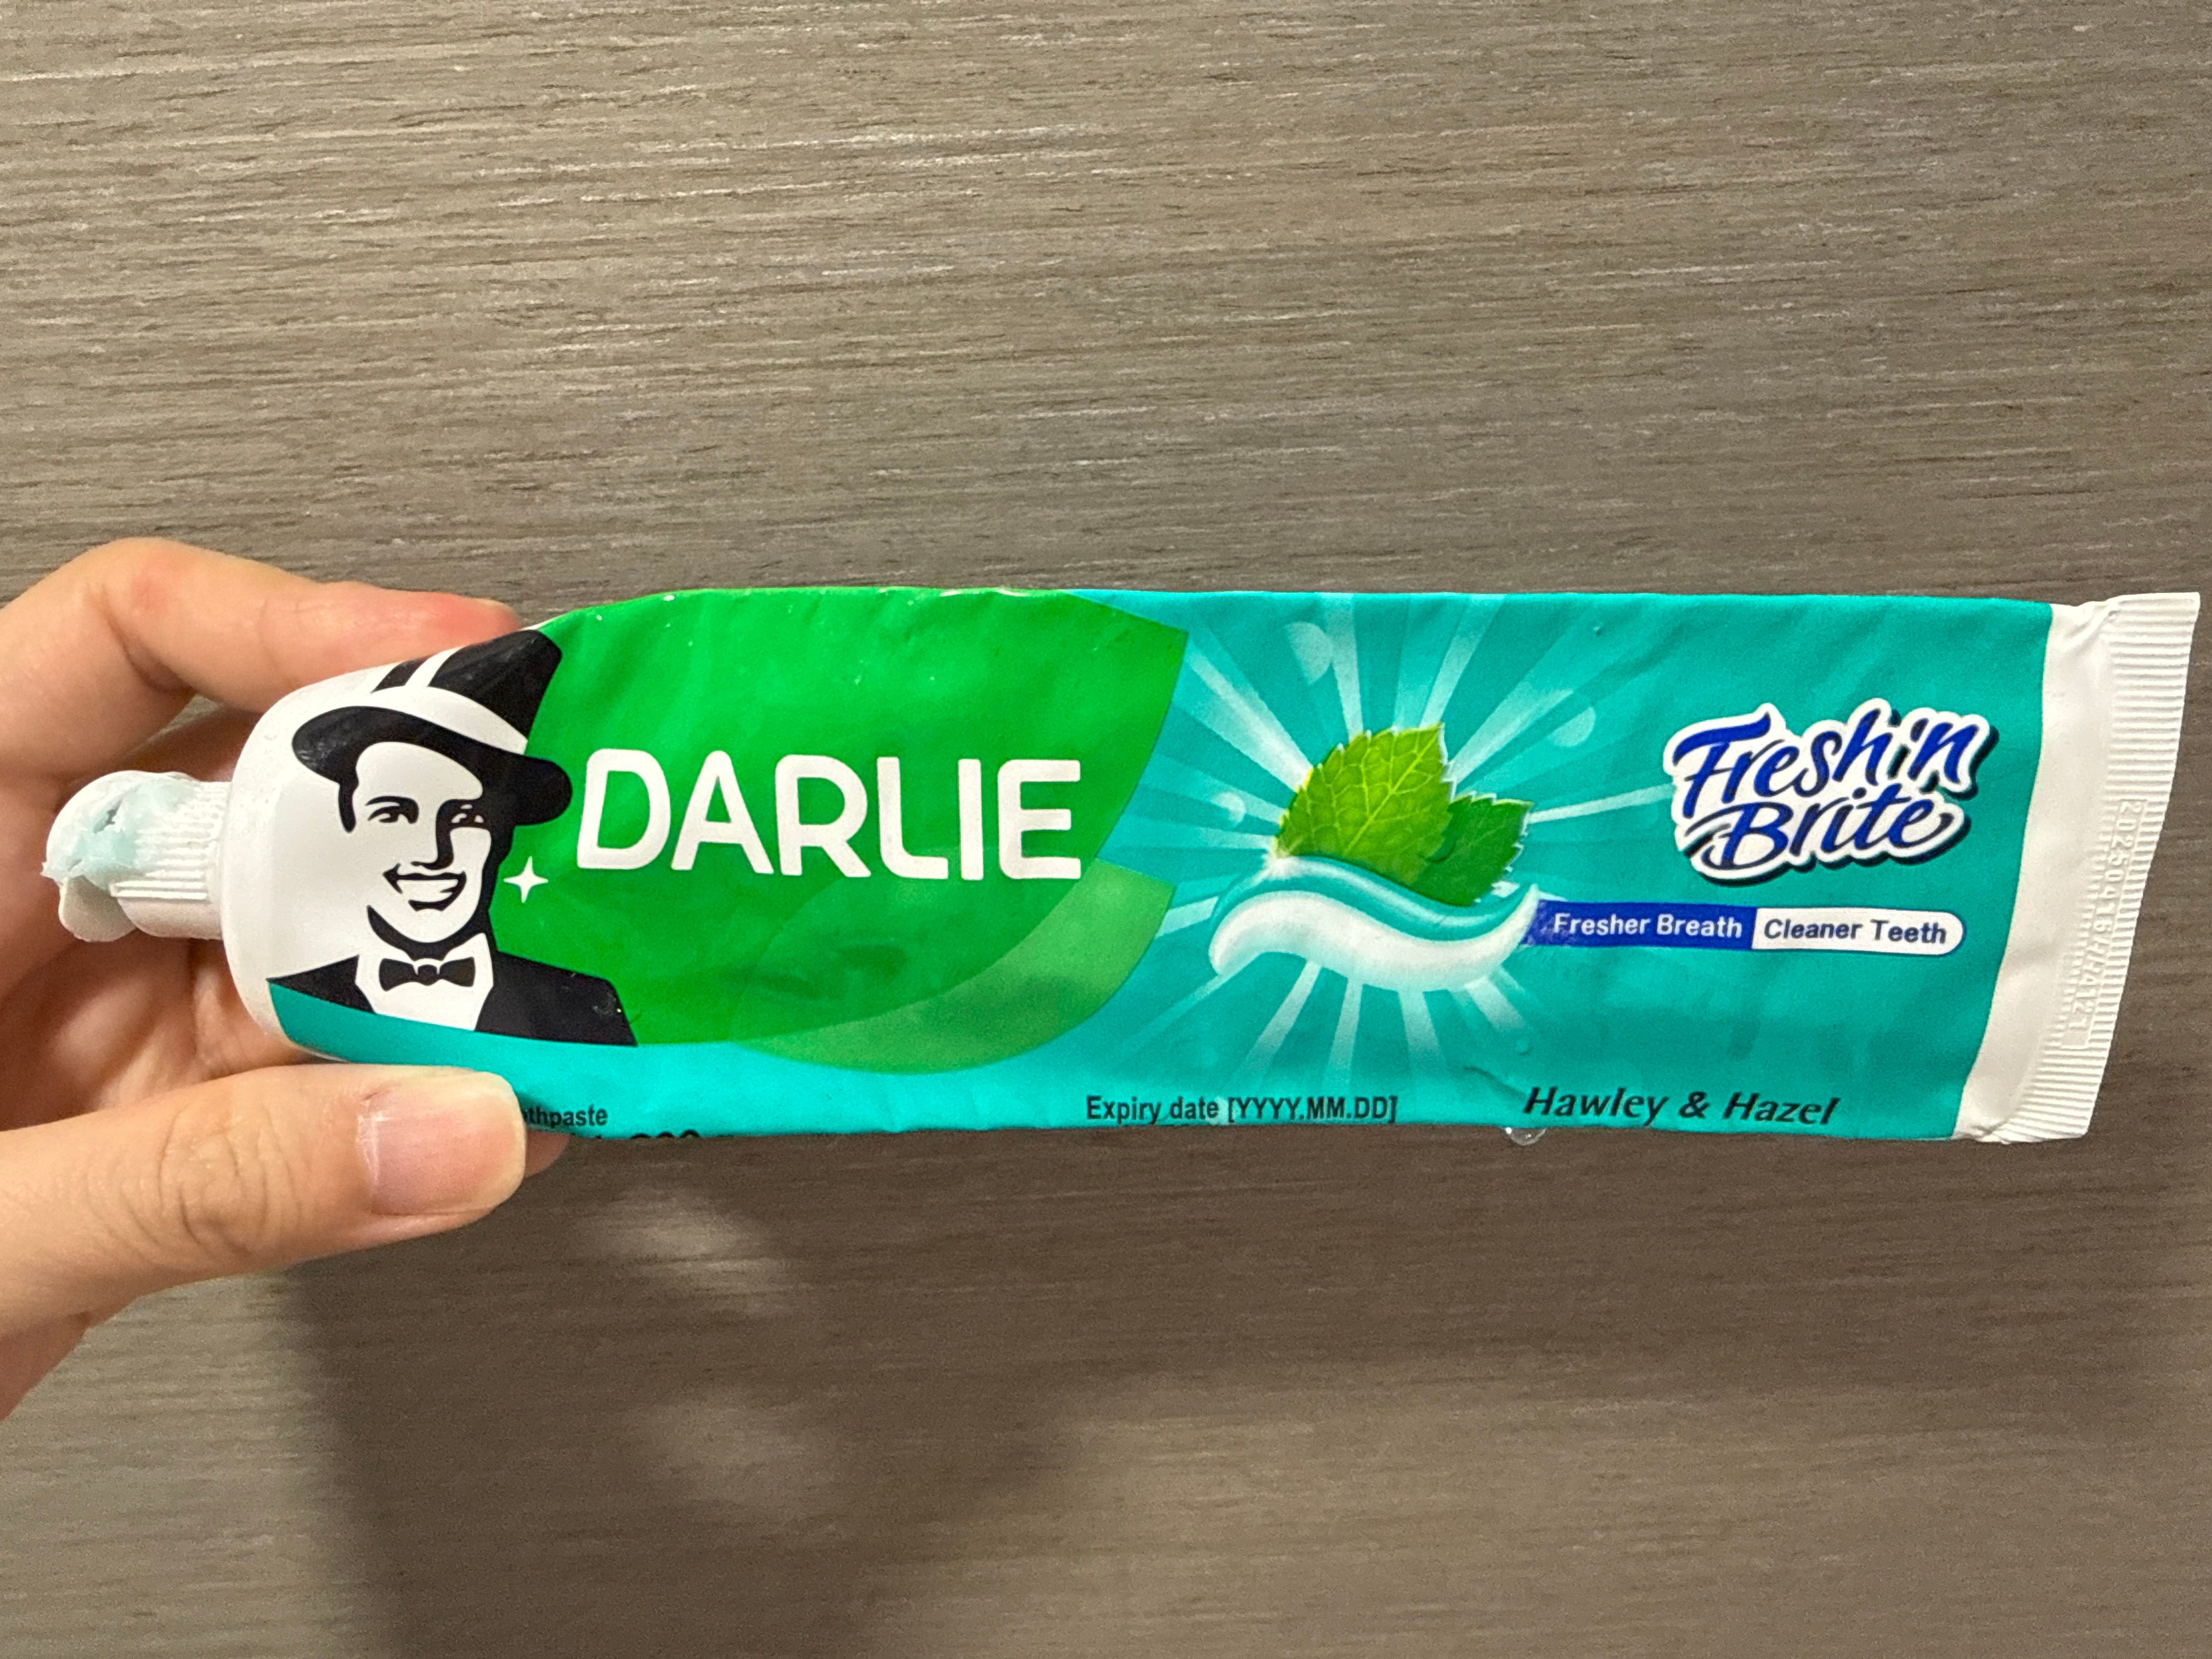 DARLIE
Fresh'n
Brite
Fresher Breath Cleaner Teeth
Expiry date [YYYY.MM.DD]
Hawley & Hazel